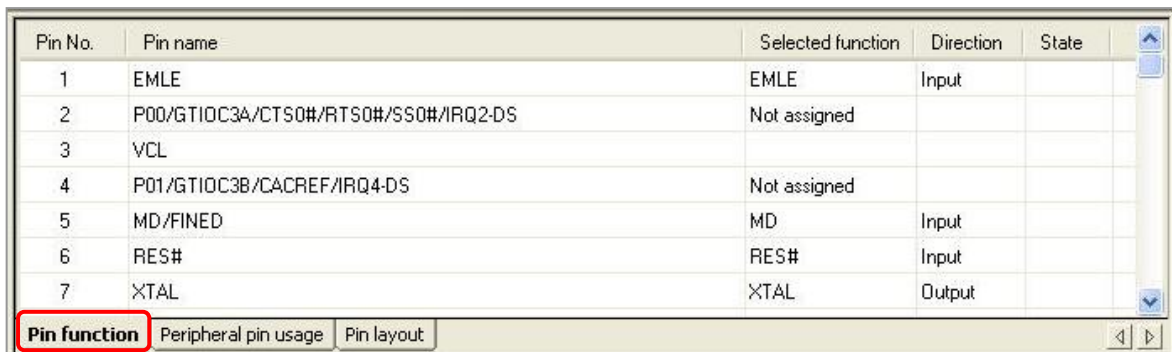 Pin No. Pin name Selected function Direction State
1 EMLE EMLE Input
2 P00/GTIOC3A/CTS0#/RTS0#/SS0#/IRQ2-DS Not assigned
3 VCL
4 P01/GTIOC3B/CACREF/IRQ4-DS Not assigned
5 MD/FINED MD Input
6 RES# RES# Input
7 XTAL XTAL Output
Pin function Peripheral pin usage Pin layout